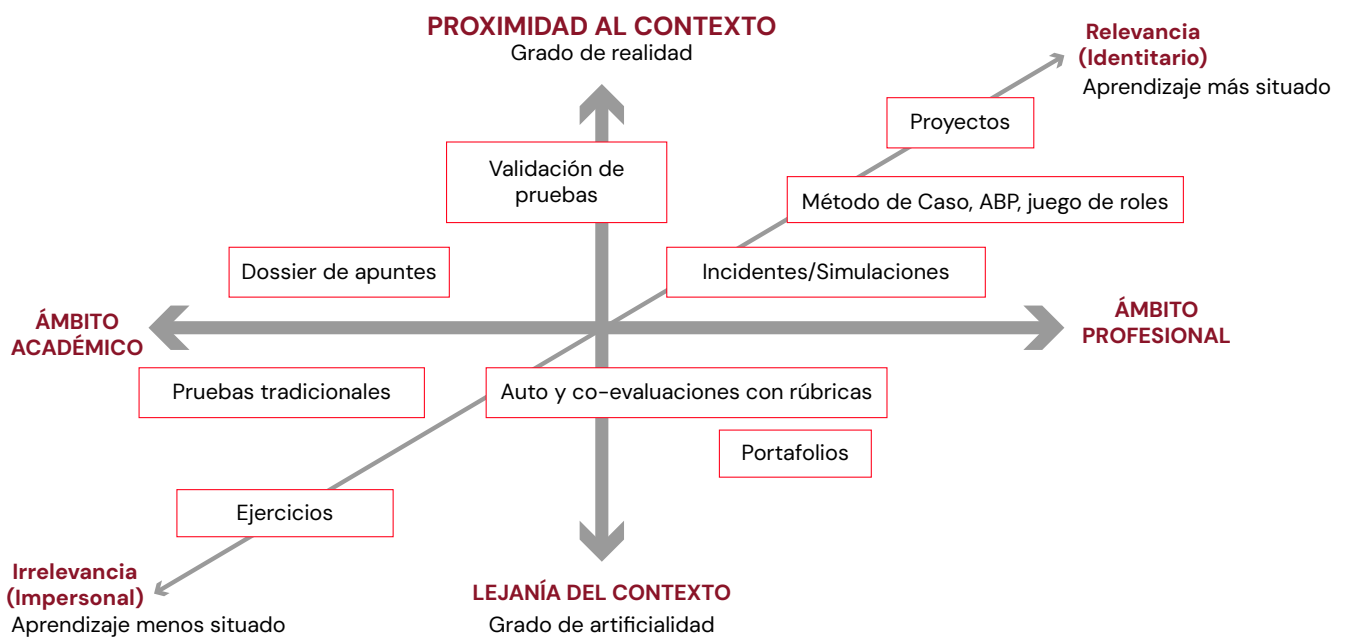 PROXIMIDAD AL CONTEXTO
Grado de realidad
Relevancia
(Identitario)
Aprendizaje más situado
Proyectos
Validación de
pruebas
Método de Caso, ABP, juego de roles
Dossier de apuntes
Incidentes/Simulaciones
ÁMBITO
ACADÉMICO
ÁMBITO
PROFESIONAL
Pruebas tradicionales
Auto y co-evaluaciones con rúbricas
Portafolios
Ejercicios
Irrelevancia
(Impersonal)
Aprendizaje menos situado
LEJANÍA DEL CONTEXTO
Grado de artificialidad